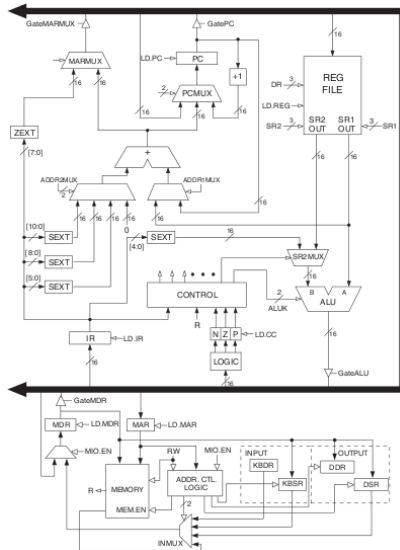 GateMARMUX
GatePC
16
MARMUX
LD.PC
PC
+1
REG
FILE
DR
3
LD.REG
SR2
3
SR2
OUT
SR1
OUT
3
SR1
16
16
2
PCMUX
16
16
ZEXT
[7:0]
+
16
16
16
ADDR2MUX
2
ADDR1MUX
16
16
16
16
16
[10:0]
SEXT
0
[4:0]
SEXT
16
[8:0]
SEXT
SR2MUX
[5:0]
SEXT
16
16
CONTROL
2
ALUK
B
ALU
A
R
IR
LD.IR
N
Z
P
LD.CC
LOGIC
16
16
16
GateALU
GateMDR
MDR
LD.MDR
MAR
LD.MAR
MIO.EN
RW
MIO.EN
INPUT
OUTPUT
KBDR
DDR
R
MEMORY
ADDR. CTL.
LOGIC
KBSR
DSR
MEM.EN
2
INMUX